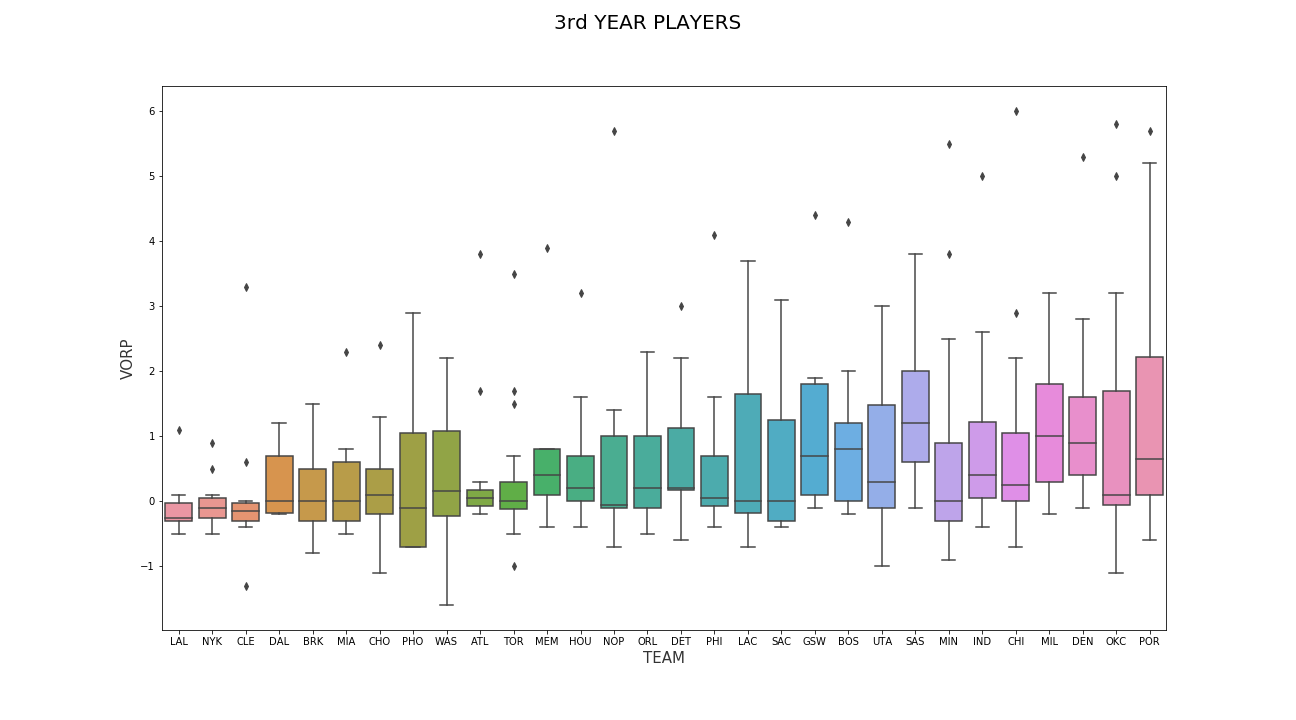 3rd YEAR PLAYERS
6
5
4
3
2
1
0
−1
VORP
LAL NYK CLE DAL BRK MIA CHO PHO WAS ATL TOR MEM HOU NOP ORL DET PHI LAC SAC GSW BOS UTA SAS MIN IND CHI MIL DEN OKC POR
TEAM